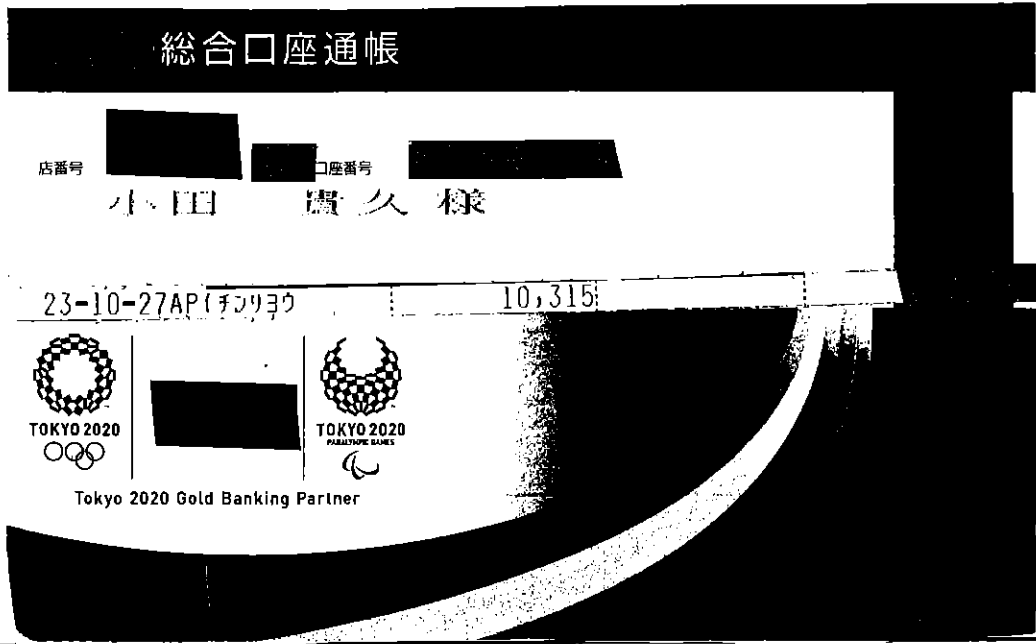 総合口座通帳
店番号 口座番号
小田 貴久 様
23-10-27AP(チンリヨウ 10,315
TOKYO 2020 TOKYO 2020
PARALYMPIC GAMES
Tokyo 2020 Gold Banking Partner